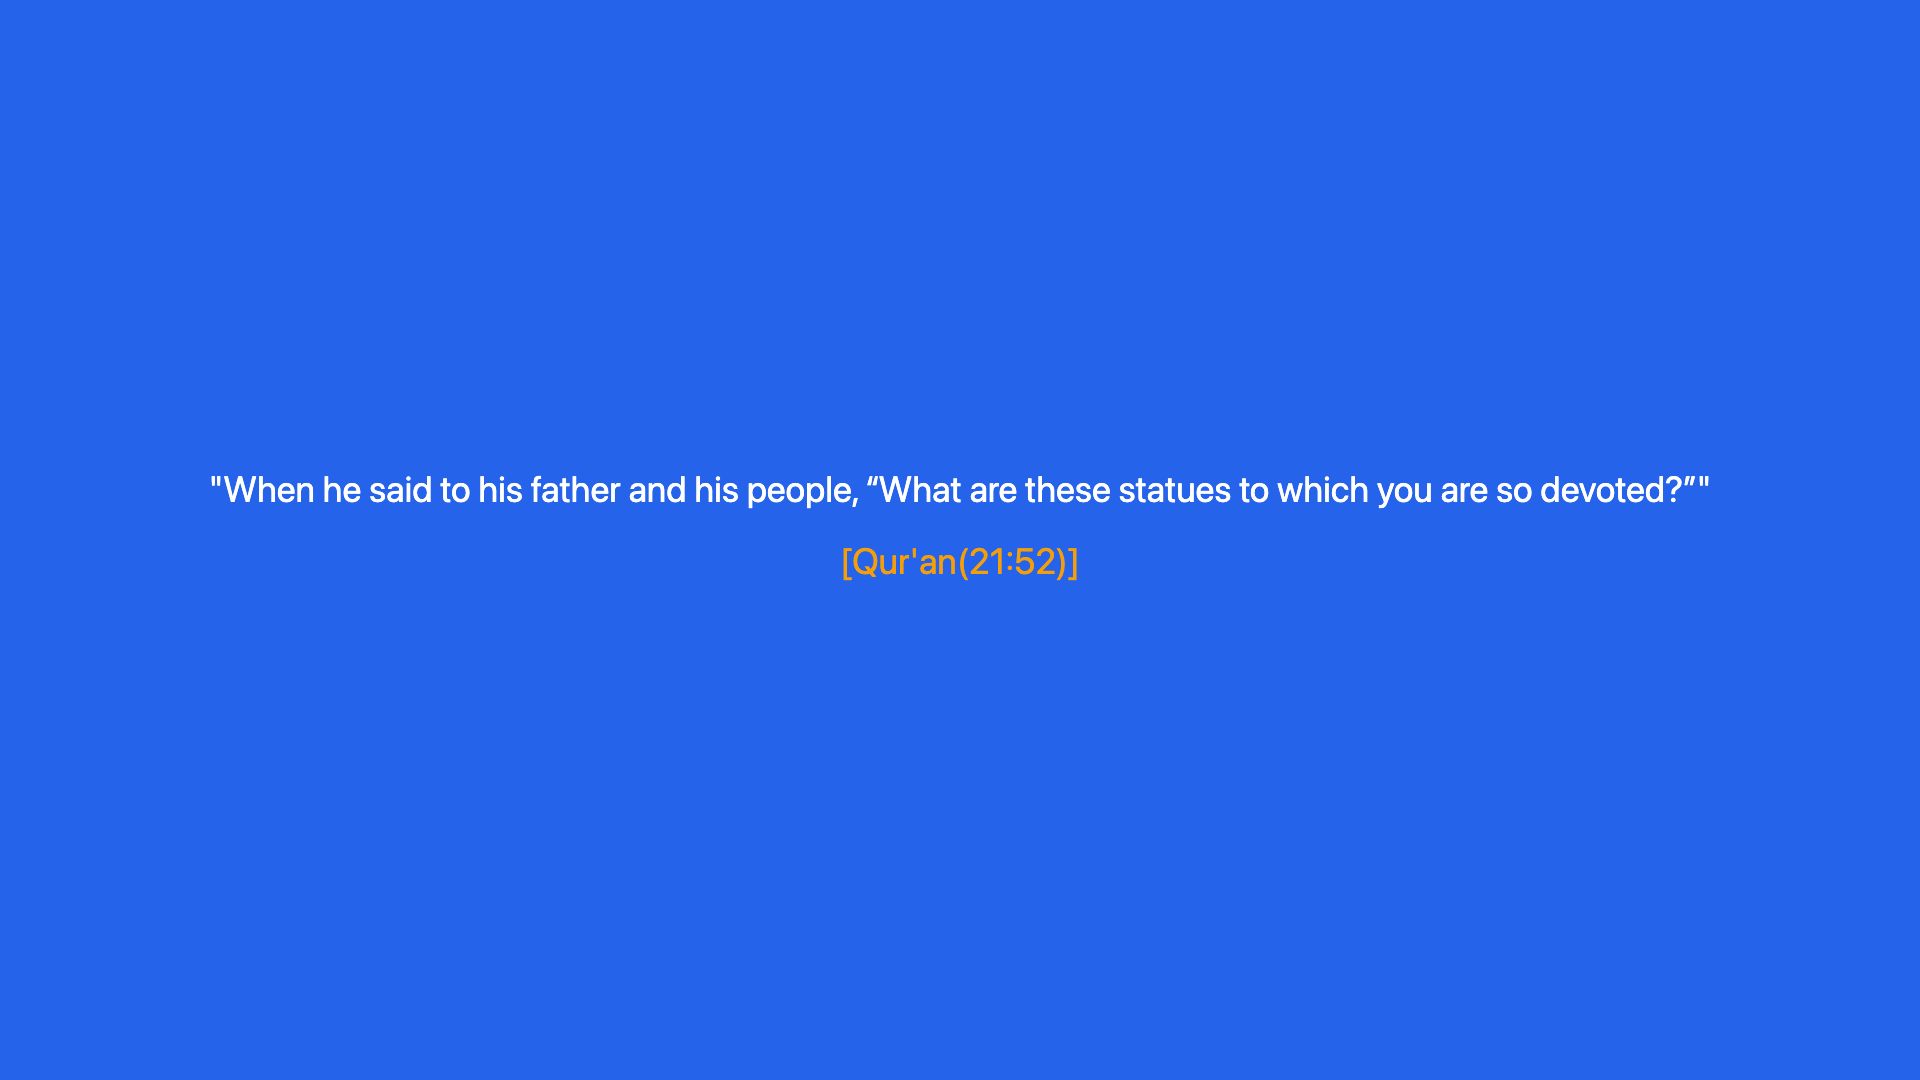 "When he said to his father and his people, “What are these statues to which you are so devoted?”"
[Qur'an(21:52)]